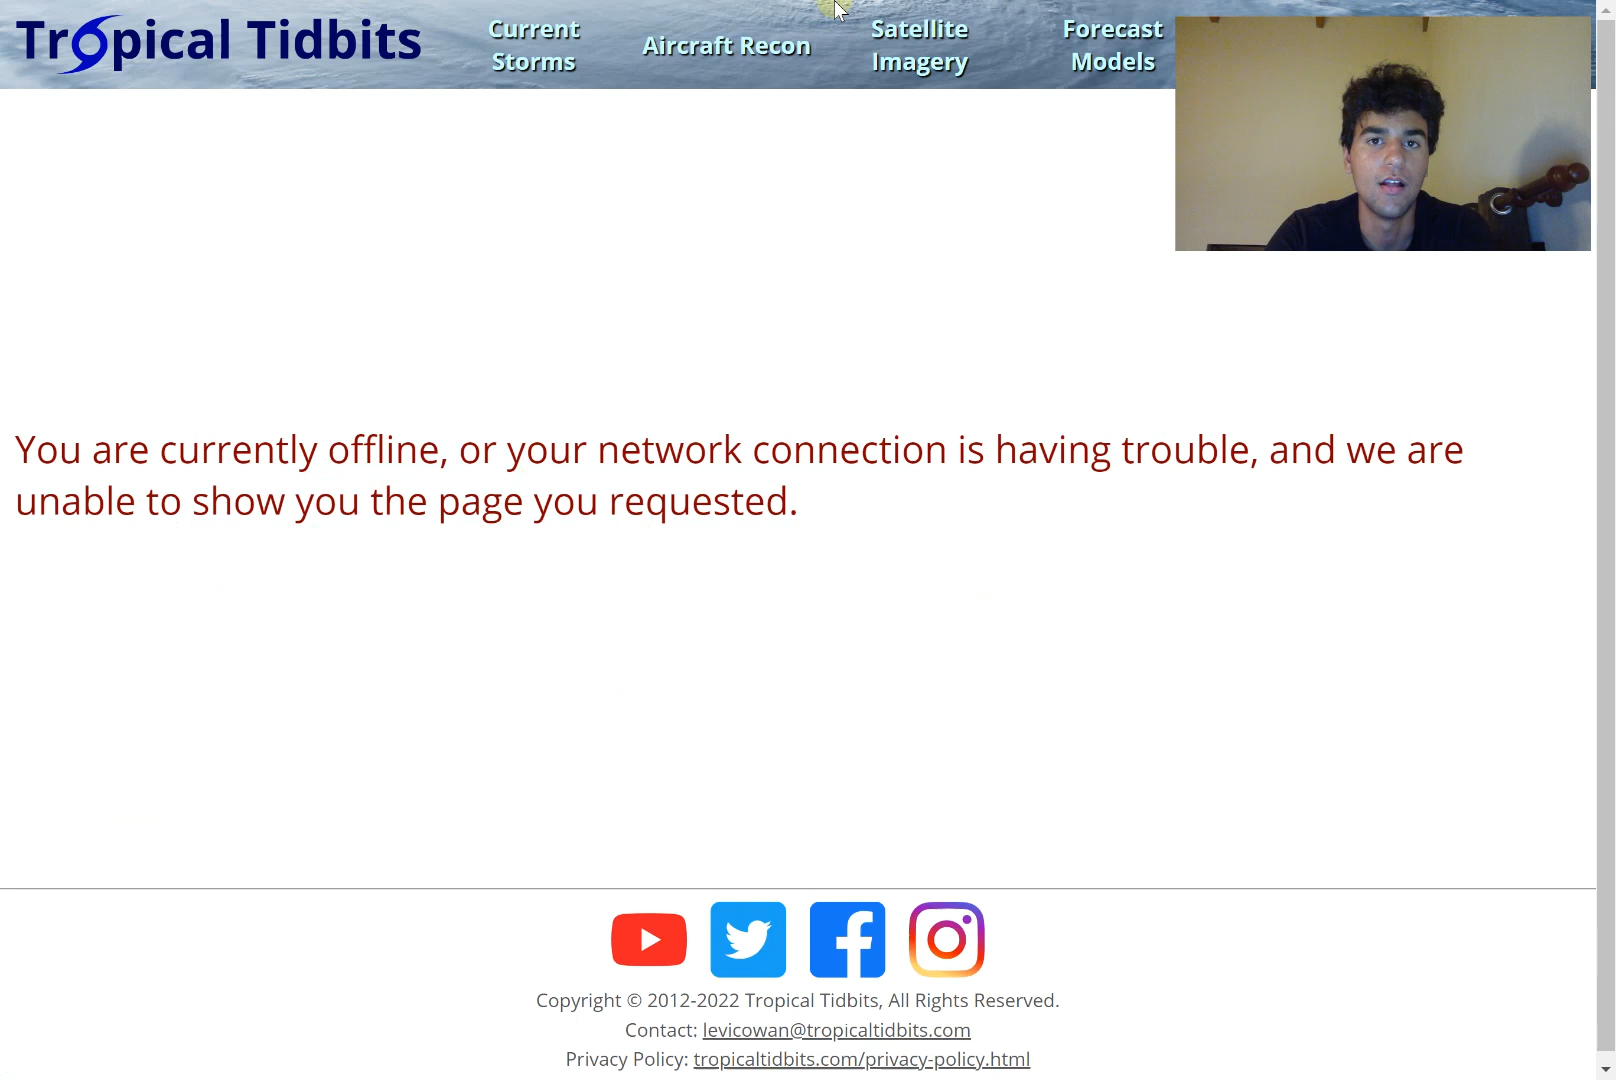 Tropical Tidbits
Current
Storms
Aircraft Recon
Satellite
Imagery
Forecast
Models
You are currently offline, or your network connection is having trouble, and we are
unable to show you the page you requested.
Copyright © 2012-2022 Tropical Tidbits, All Rights Reserved.
Contact: levicowan@tropicaltidbits.com
Privacy Policy: tropicaltidbits.com/privacy-policy.html